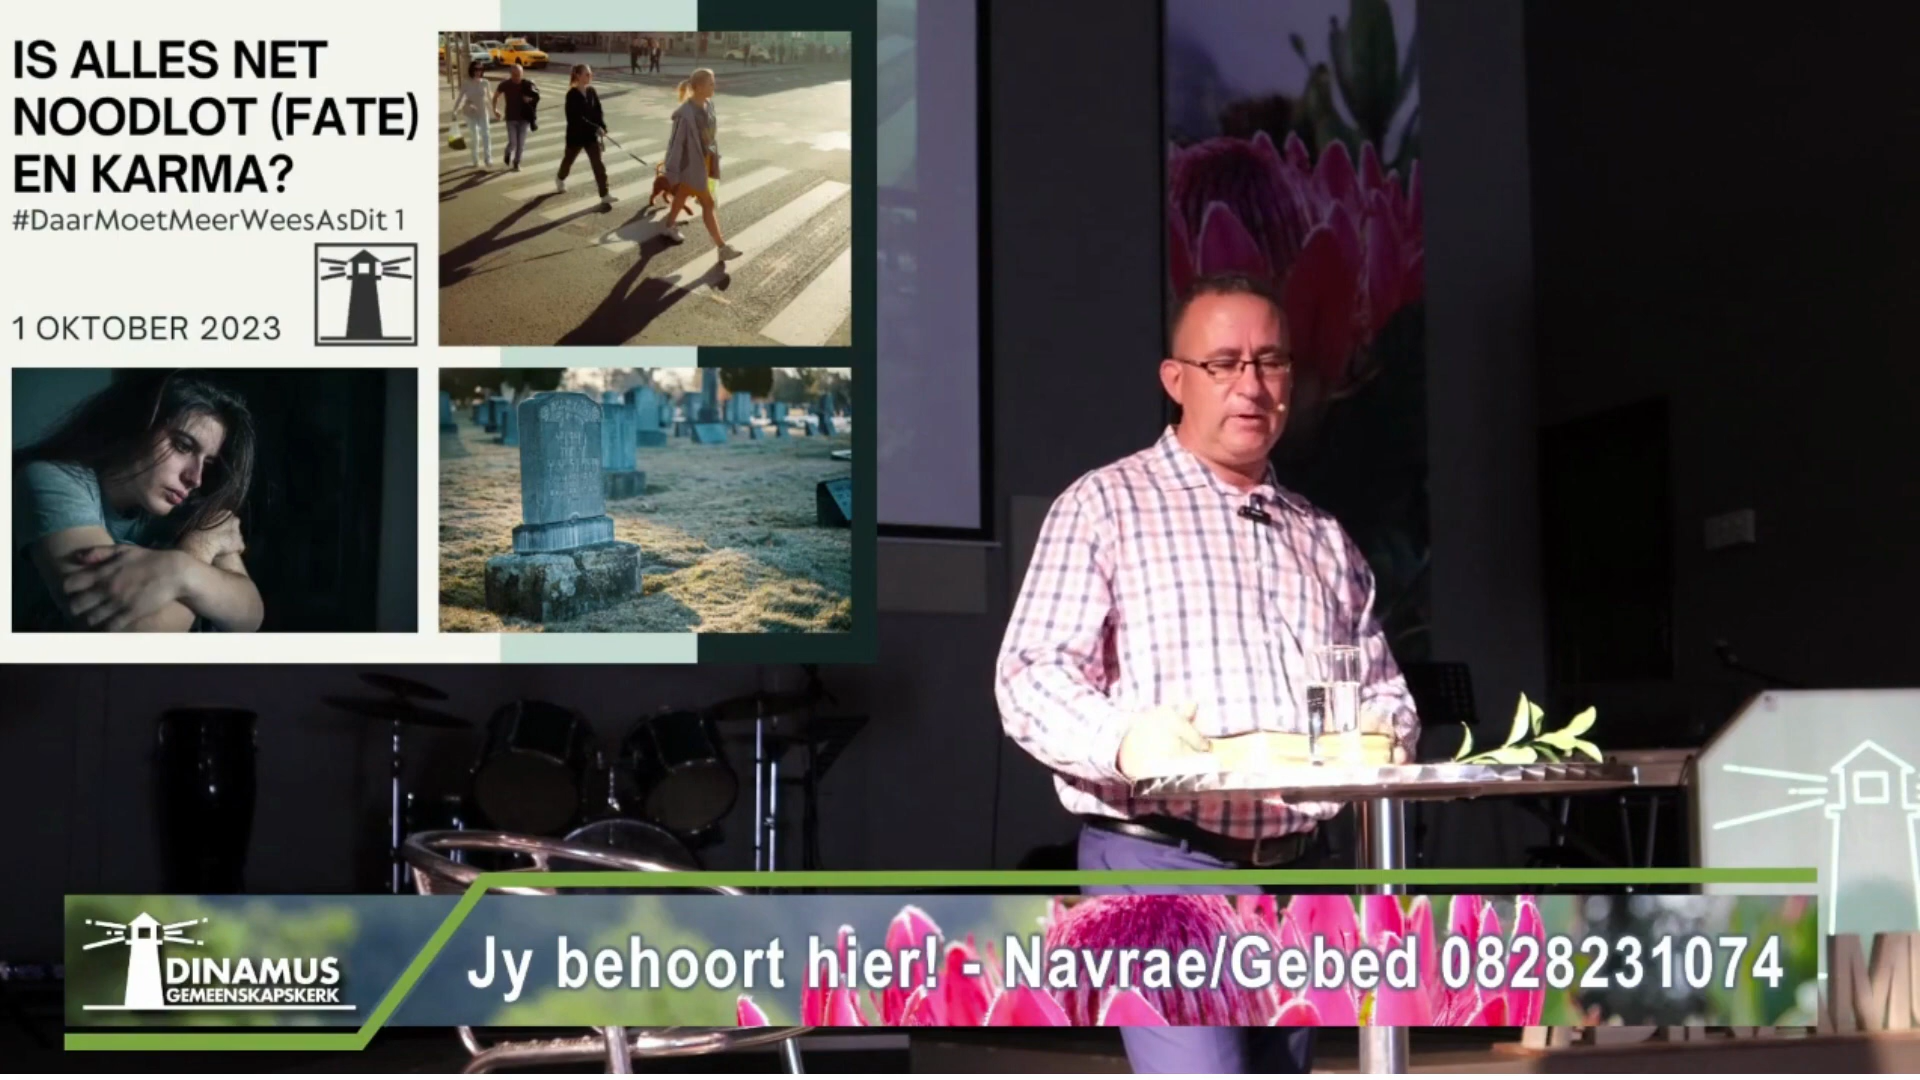 IS ALLES NET
NOODLOT (FATE)
EN KARMA?
#DaarMoetMeerWeesAsDit 1
1 OKTOBER 2023
DINAMUS
GEMEENSKAPSKERK
Jy behoort hier! - Navrae/Gebed 0828231074